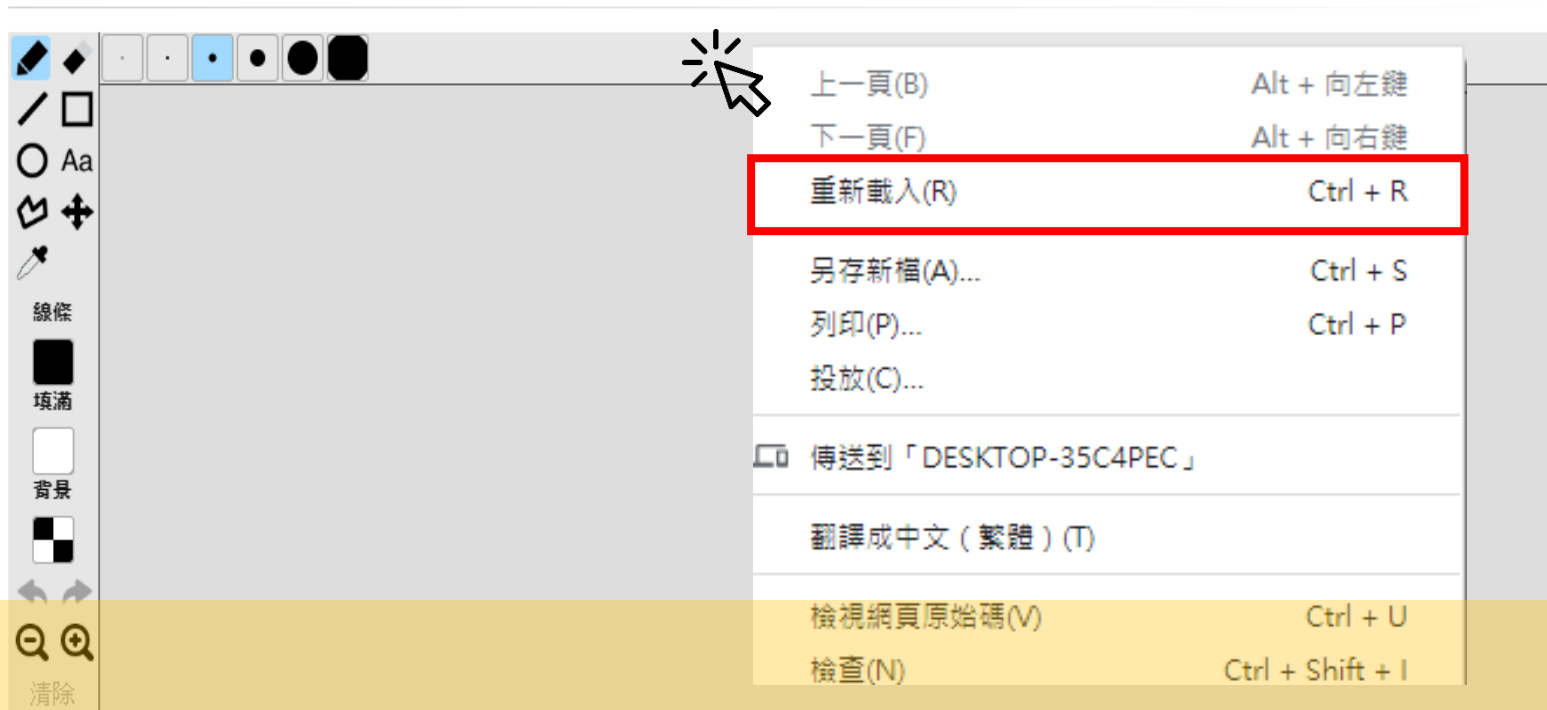 Aa
線條
填滿
背景
清除
上一頁(B) Alt + 向左鍵
下一頁(F) Alt + 向右鍵
重新載入(R) Ctrl + R
另存新檔(A)... Ctrl + S
列印(P)... Ctrl + P
投放(C)...
傳送到「DESKTOP-35C4PEC」
翻譯成中文（繁體）(T)
檢視網頁原始碼(V) Ctrl + U
檢查(N) Ctrl + Shift + I